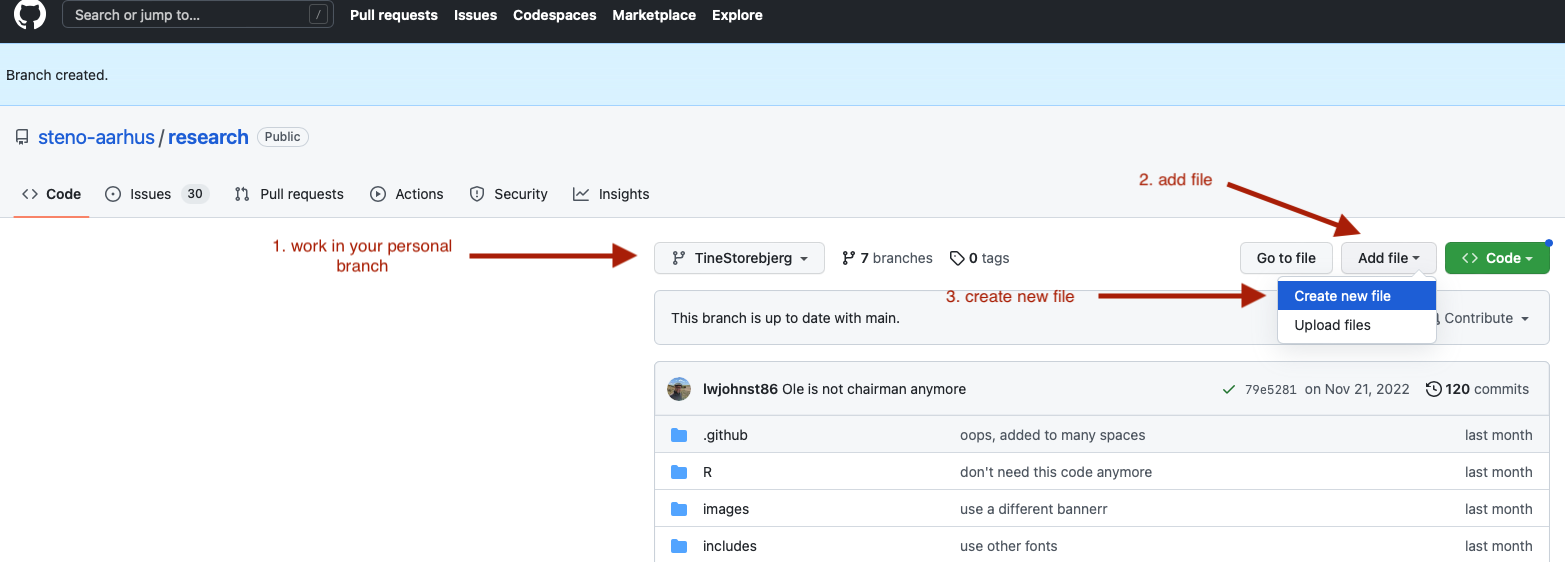 Search or jump to... /
Pull requests Issues Codespaces Marketplace Explore
Branch created.
steno-aarhus / research Public
Code Issues 30 Pull requests Actions Security Insights
2. add file
1. work in your personal
branch
TineStorebjerg 7 branches 0 tags Go to file Add file Code
3. create new file
Create new file
This branch is up to date with main. Contribute
Upload files
lwjohnst86 Ole is not chairman anymore 79e5281 on Nov 21, 2022 120 commits
.github oops, added to many spaces last month
R don't need this code anymore last month
images use a different bannerr last month
includes use other fonts last month